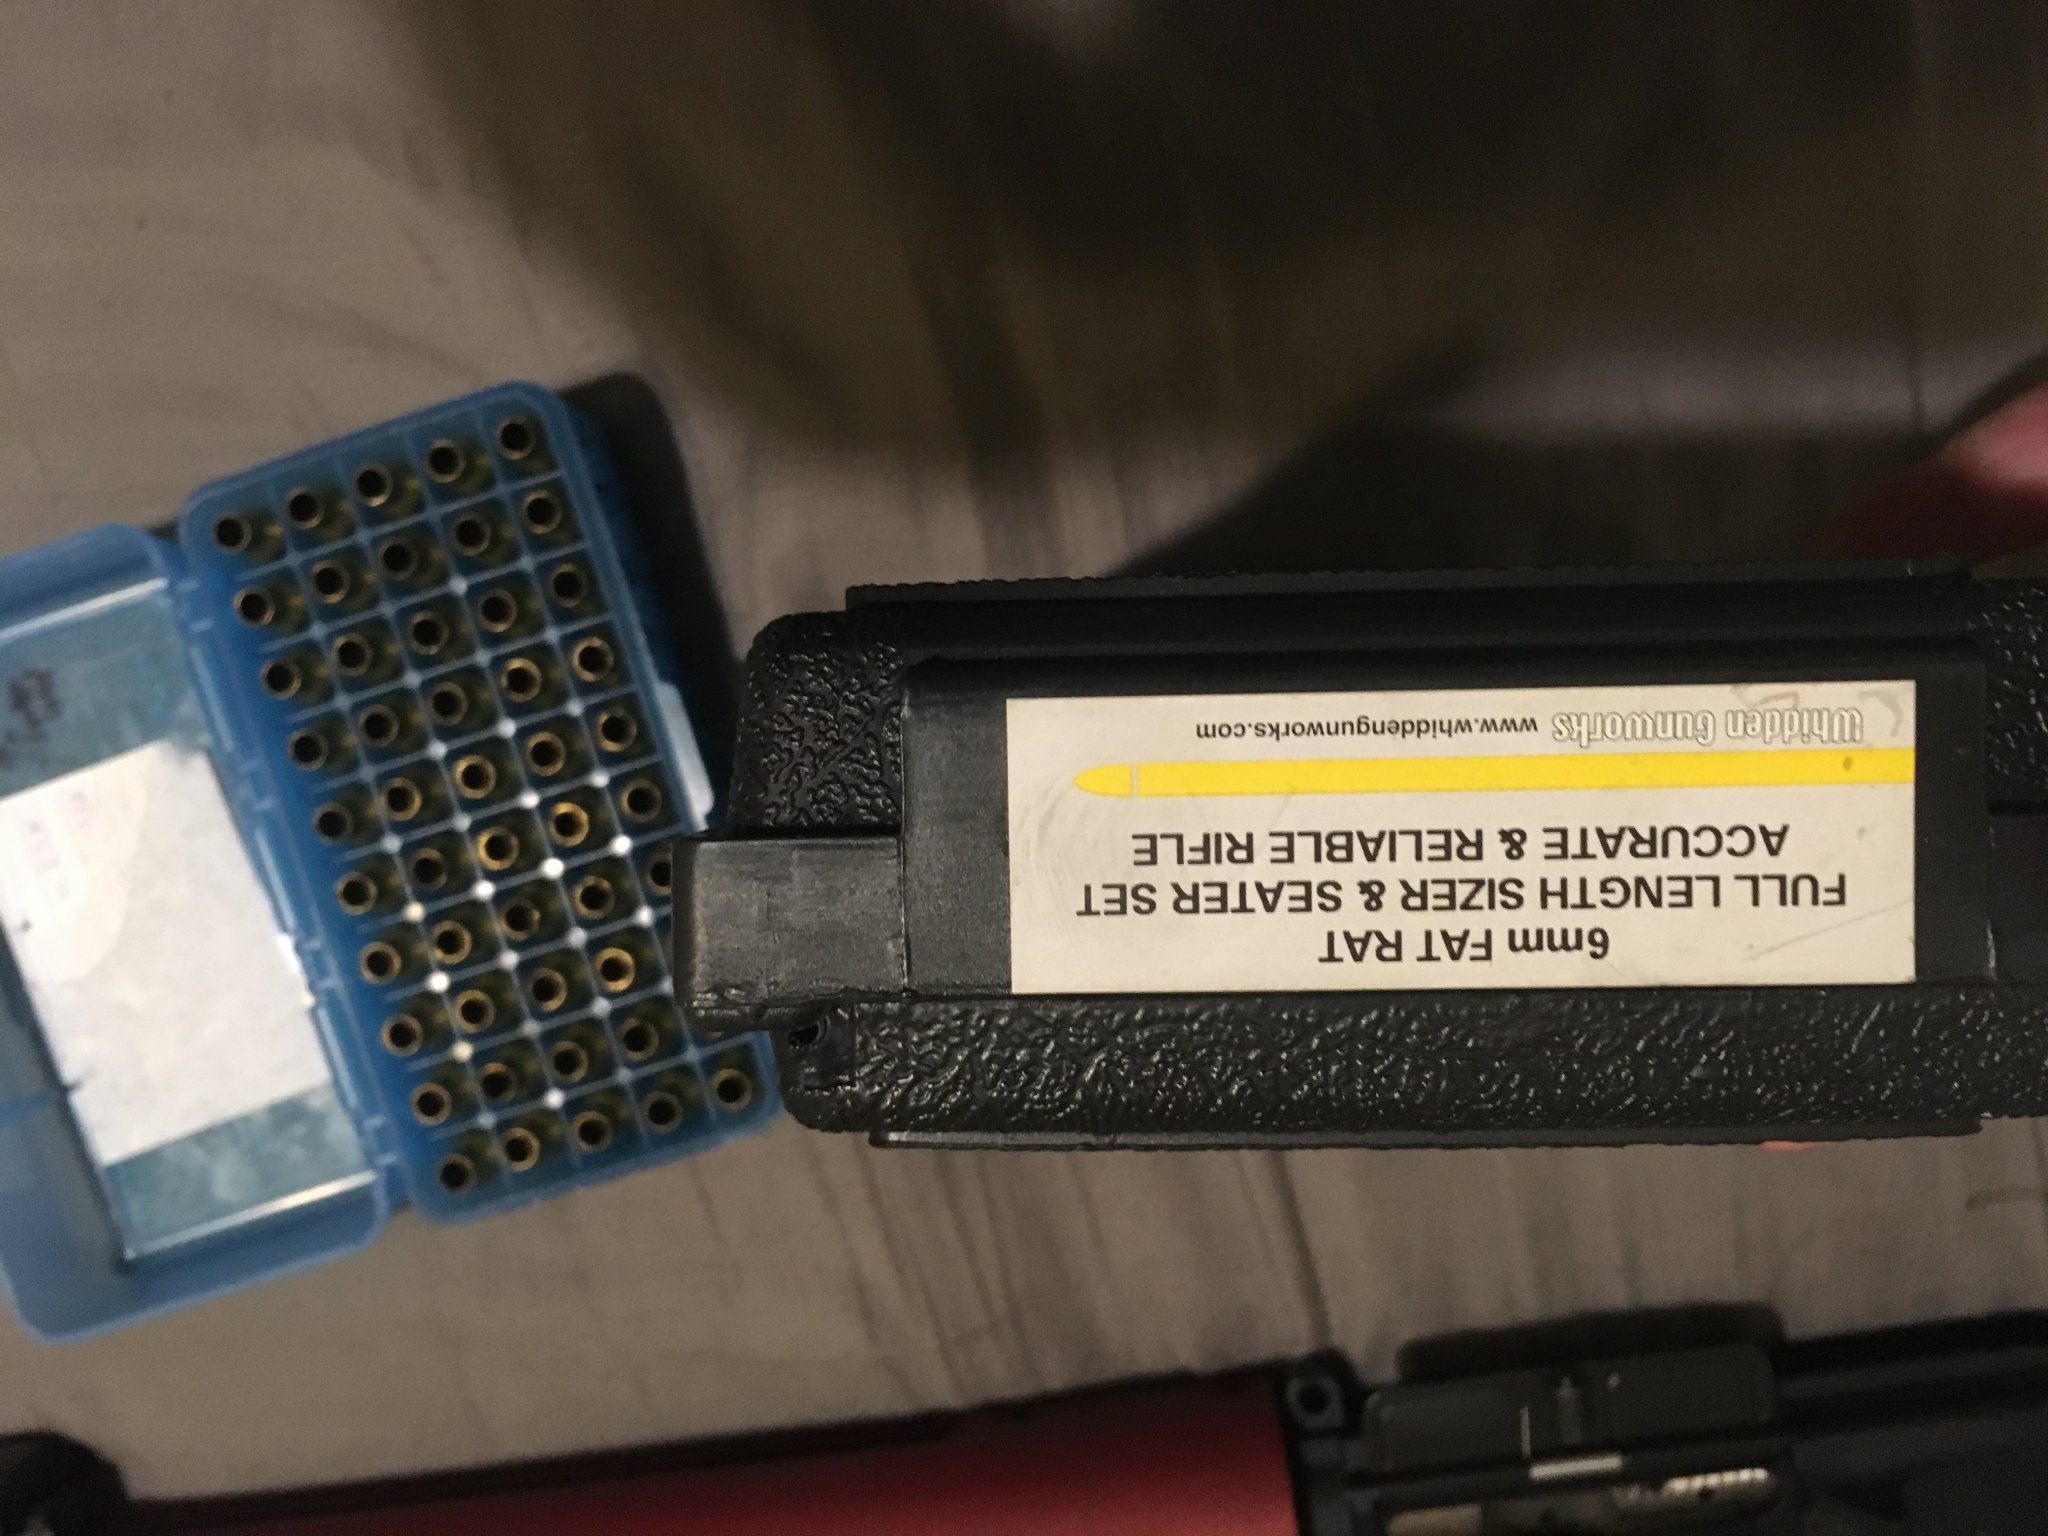 6mm FAT RAT
FULL LENGTH SIZER & SEATER SET
ACCURATE & RELIABLE RIFLE
Whidden Gunworks www.whiddengunworks.com